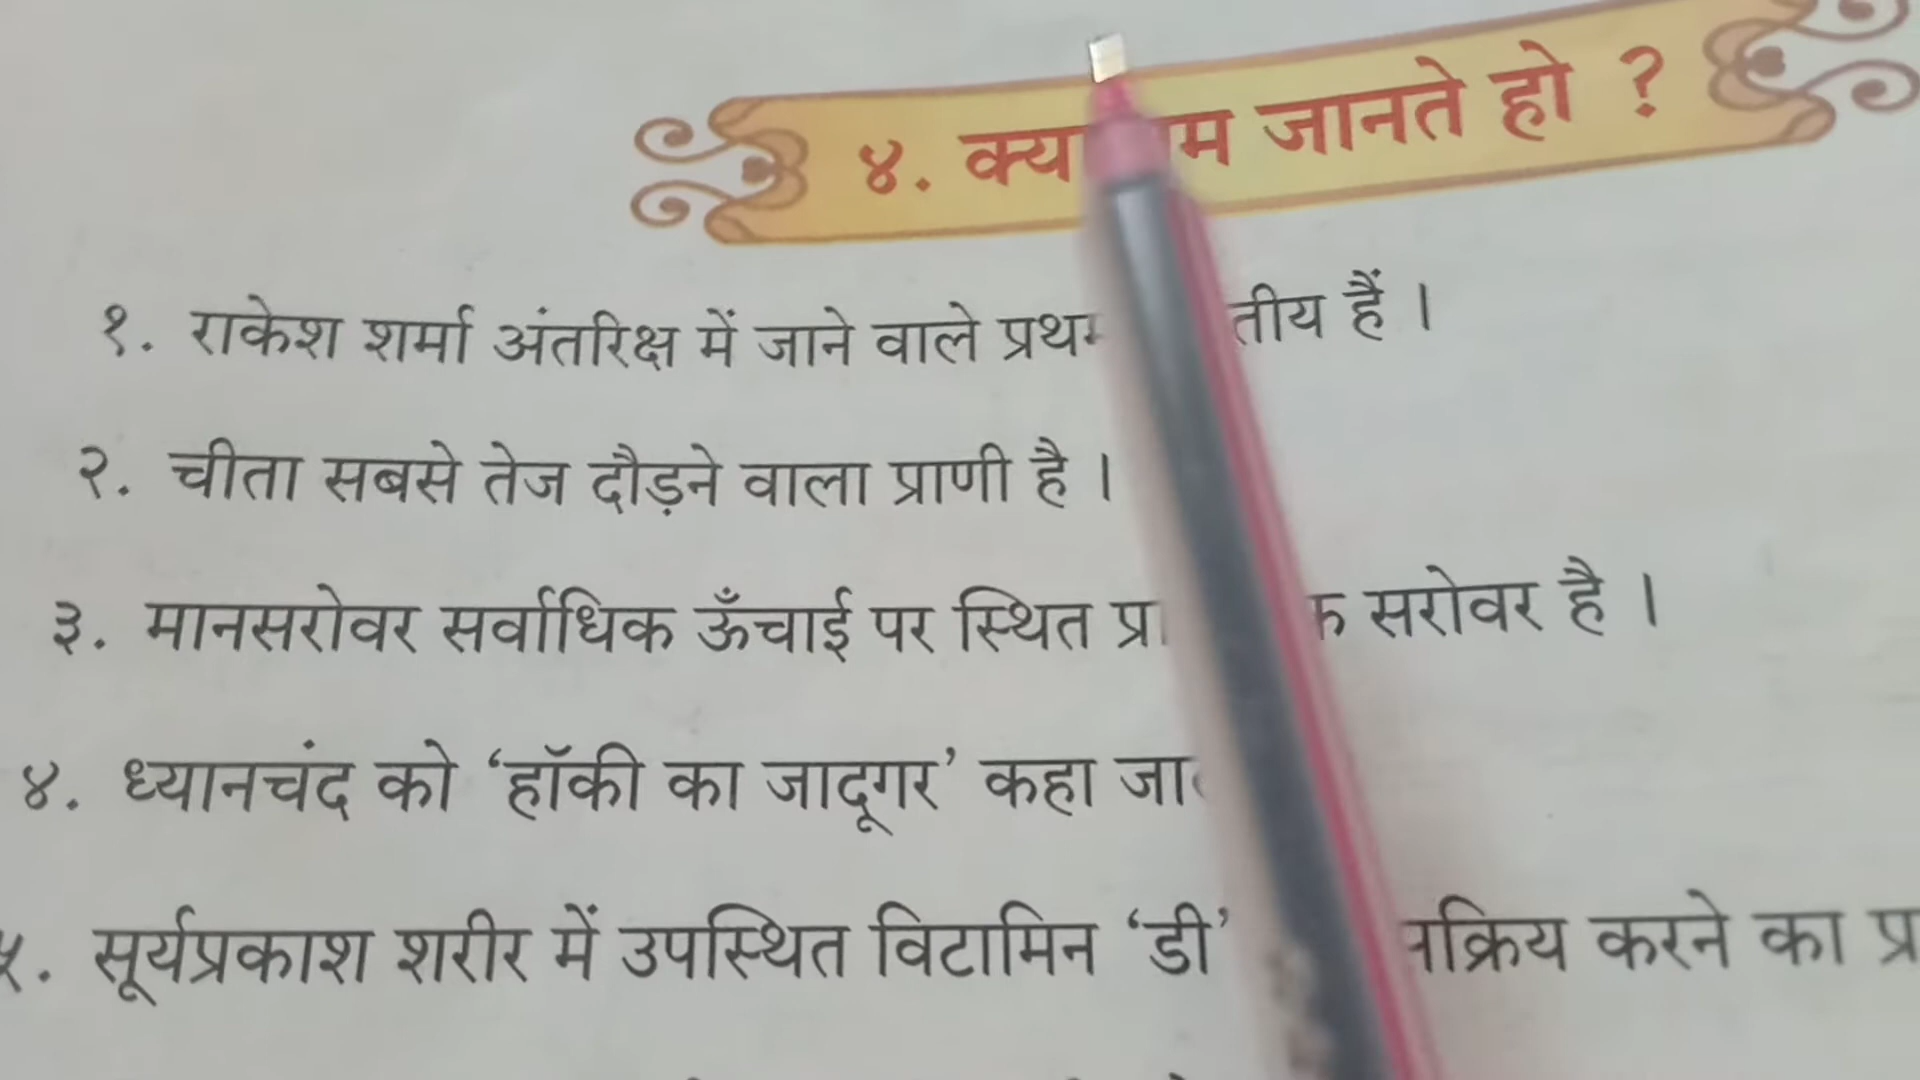 ४. जानते हो ?
१. राकेश शर्मा अंतरिक्ष में जाने वाले हैं ।
२. चीता सबसे तेज दौड़ने वाला प्राणी है ।
३. मानसरोवर सर्वाधिक ऊँचाई पर स्थित सरोवर है ।
४. ध्यानचंद को ‘हॉकी का जादूगर’ कहा
५. सूर्यप्रकाश शरीर में उपस्थित विटामिन ‘डी’ करने का